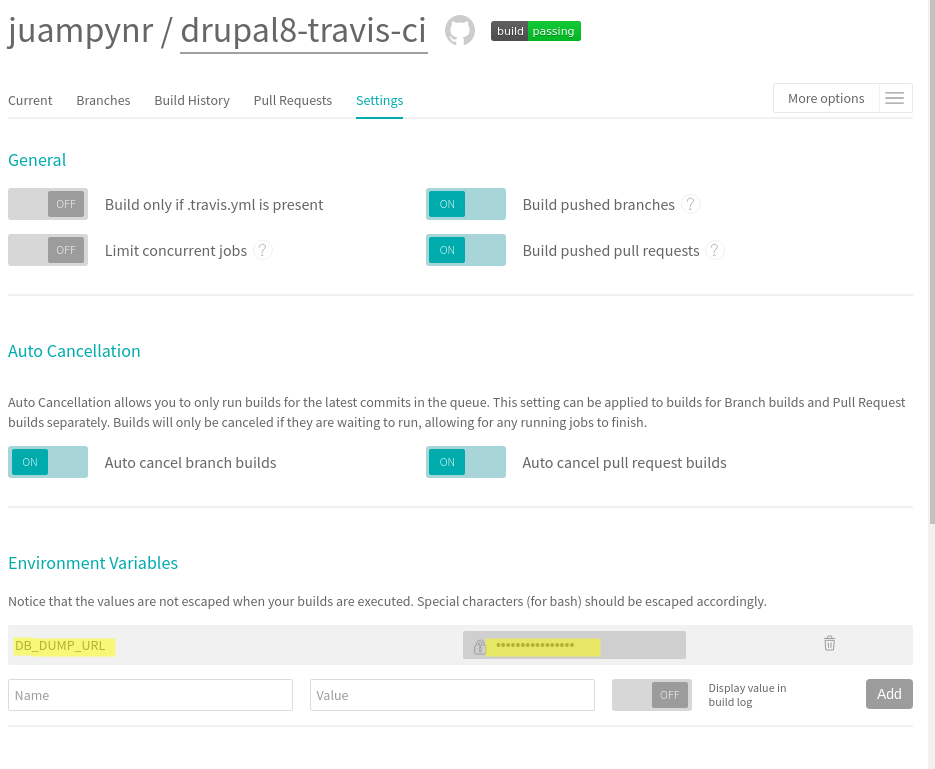 juampynr / drupal8-travis-ci build passing
Current Branches Build History Pull Requests Settings More options
General
OFF Build only if .travis.yml is present ON Build pushed branches ?
OFF Limit concurrent jobs ? ON Build pushed pull requests ?
Auto Cancellation
Auto Cancellation allows you to only run builds for the latest commits in the queue. This setting can be applied to builds for Branch builds and Pull Request
builds separately. Builds will only be canceled if they are waiting to run, allowing for any running jobs to finish.
ON Auto cancel branch builds ON Auto cancel pull request builds
Environment Variables
Notice that the values are not escaped when your builds are executed. Special characters (for bash) should be escaped accordingly.
DB_DUMP_URL ••••••••••••••••
Name Value OFF Display value in
build log Add